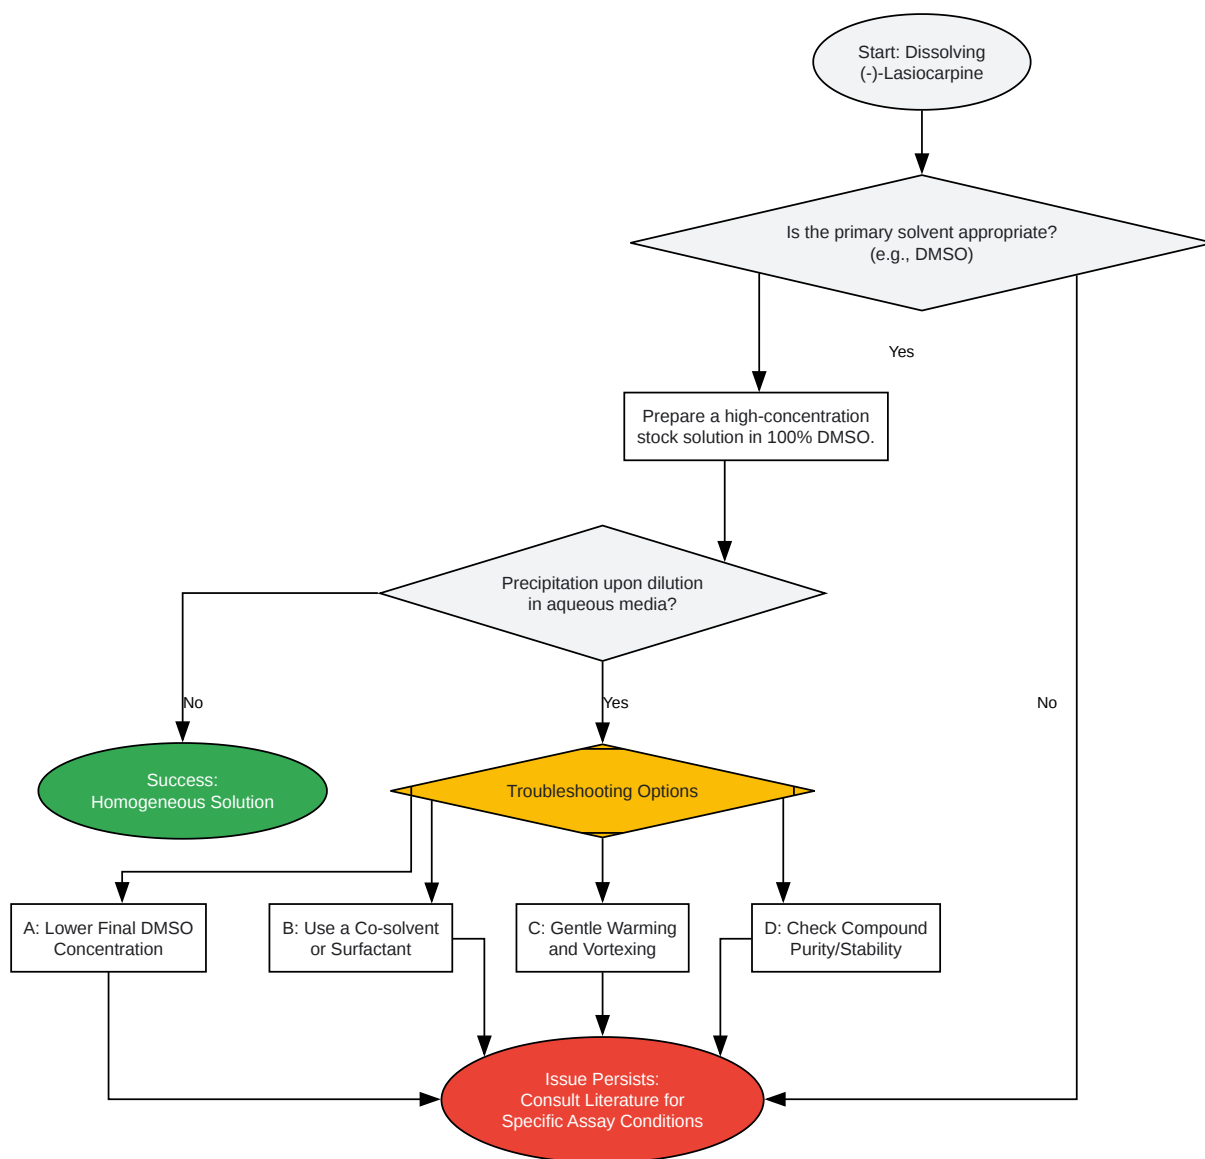 Start: Dissolving
(-)-Lasiocarpine
Is the primary solvent appropriate?
(e.g., DMSO)
Yes
Prepare a high-concentration
stock solution in 100% DMSO.
Precipitation upon dilution
in aqueous media?
No
Yes
No
Success:
Homogeneous Solution
Troubleshooting Options
A: Lower Final DMSO
Concentration
B: Use a Co-solvent
or Surfactant
C: Gentle Warming
and Vortexing
D: Check Compound
Purity/Stability
Issue Persists:
Consult Literature for
Specific Assay Conditions